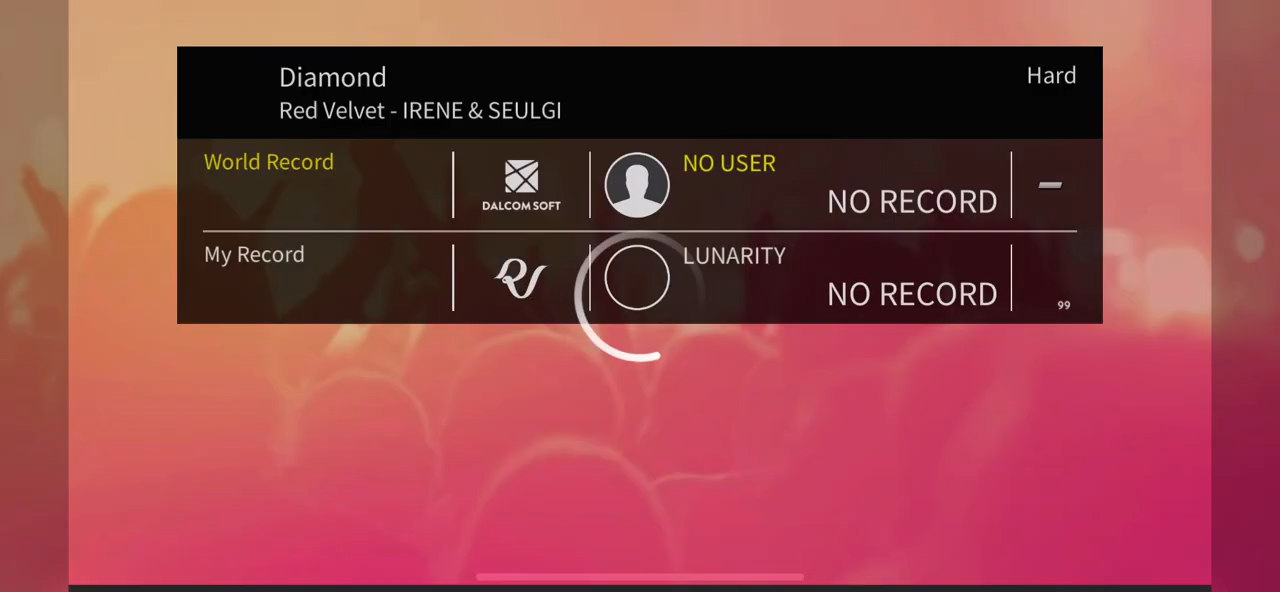 Diamond
Hard
Red Velvet - IRENE & SEULGI
World Record
DALCOM SOFT
NO USER
NO RECORD
My Record
RV
LUNARITY
NO RECORD
99